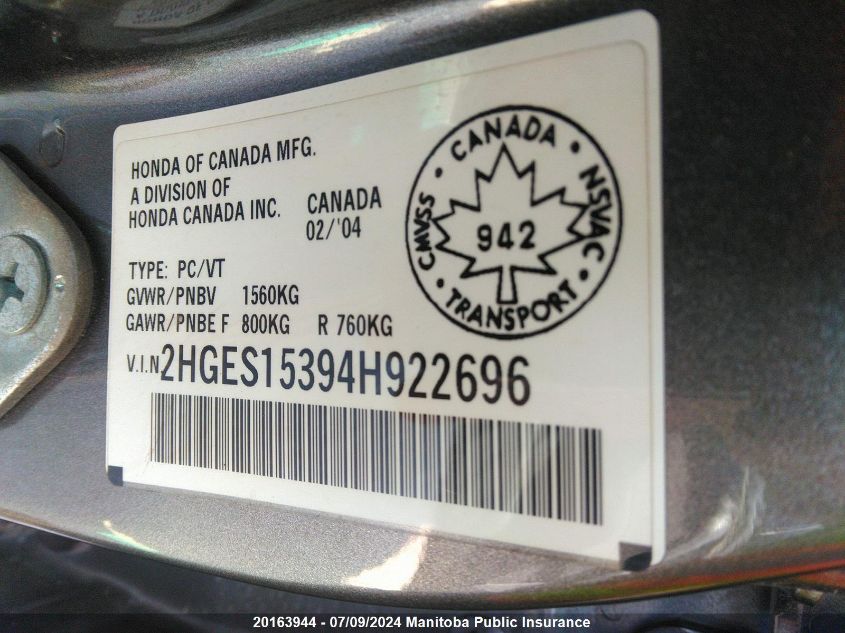 HONDA OF CANADA MFG.
A DIVISION OF
HONDA CANADA INC.
CANADA
02/'04
TYPE: PC/VT
GVWR/PNBV 1560KG
GAWR/PNBE F 800KG R 760KG
V.I.N 2HGES15394H922696
CANADA • NSVAC • TRANSPORT • CMVSS •
942
20163944 - 07/09/2024 Manitoba Public Insurance